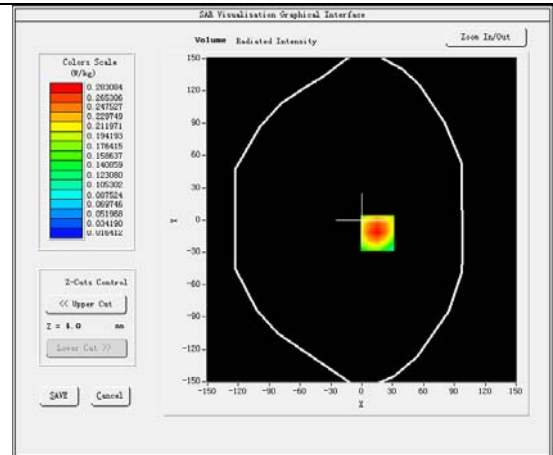 SAR Visualisation Graphical Interface
Volume Radiated Intensity
Zoom In/Out
Colors Scale
(W/kg)
0.283084
0.265306
0.247527
0.229749
0.211971
0.194193
0.176415
0.158637
0.140859
0.123080
0.105302
0.087524
0.069746
0.051968
0.034190
0.016412
150
120
90
60
30
0
-30
-60
-90
-120
-150
Y
-150 -120 -90 -60 -30 0 30 60 90 120 150
X
Z-Cuts Control
<< Upper Cut
Z = 4.0 mm
Lower Cut >>
SAVE Cancel